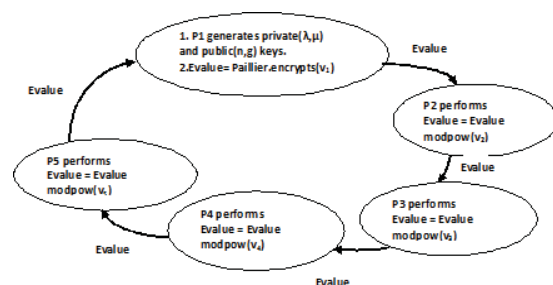 1. P1 generates private(λ,μ)
and public(n,g) keys.
2.Evalue= Paillier.encrypts(v₁)
Evalue
P2 performs
Evalue = Evalue
modpow(v₂)
Evalue
P3 performs
Evalue = Evalue
modpow(v₃)
Evalue
P4 performs
Evalue = Evalue
modpow(v₄)
Evalue
P5 performs
Evalue = Evalue
modpow(v₅)
Evalue